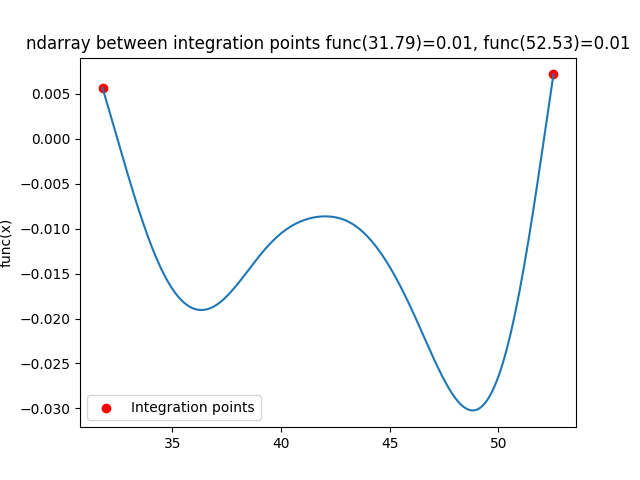 ndarray between integration points func(31.79)=0.01, func(52.53)=0.01
func(x)
0.005
0.000
−0.005
−0.010
−0.015
−0.020
−0.025
−0.030
Integration points
35 40 45 50